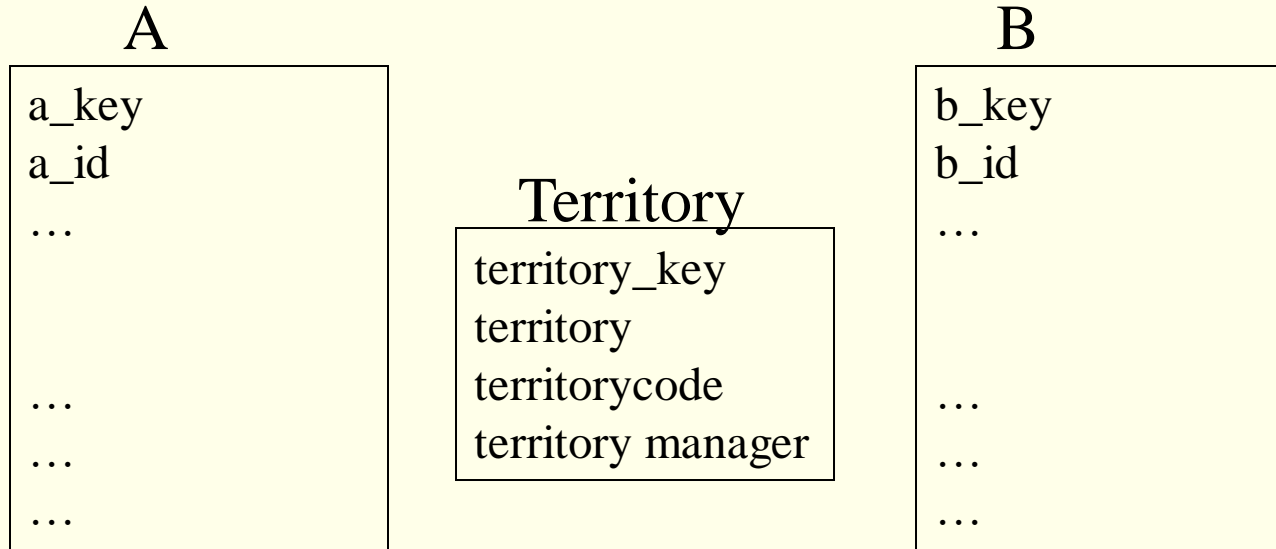 A
a_key
a_id
…
…
…
…
Territory
territory_key
territory
territorycode
territory manager
B
b_key
b_id
…
…
…
…